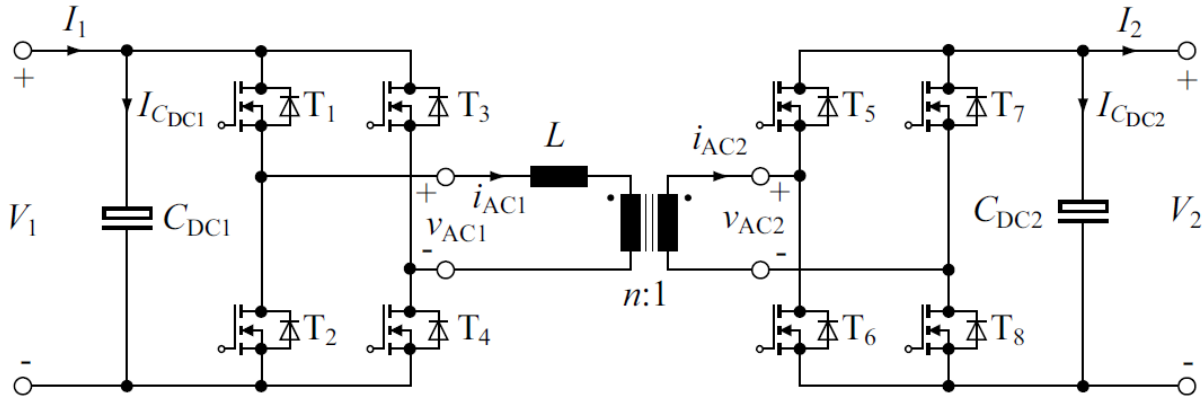 I1
I2
+
+
ICDC1
T1
T3
T5
T7
ICDC2
L
iAC2
+
iAC1
+
V1
CDC1
vAC1
vAC2
CDC2
V2
-
-
n:1
T2
T4
T6
T8
-
-